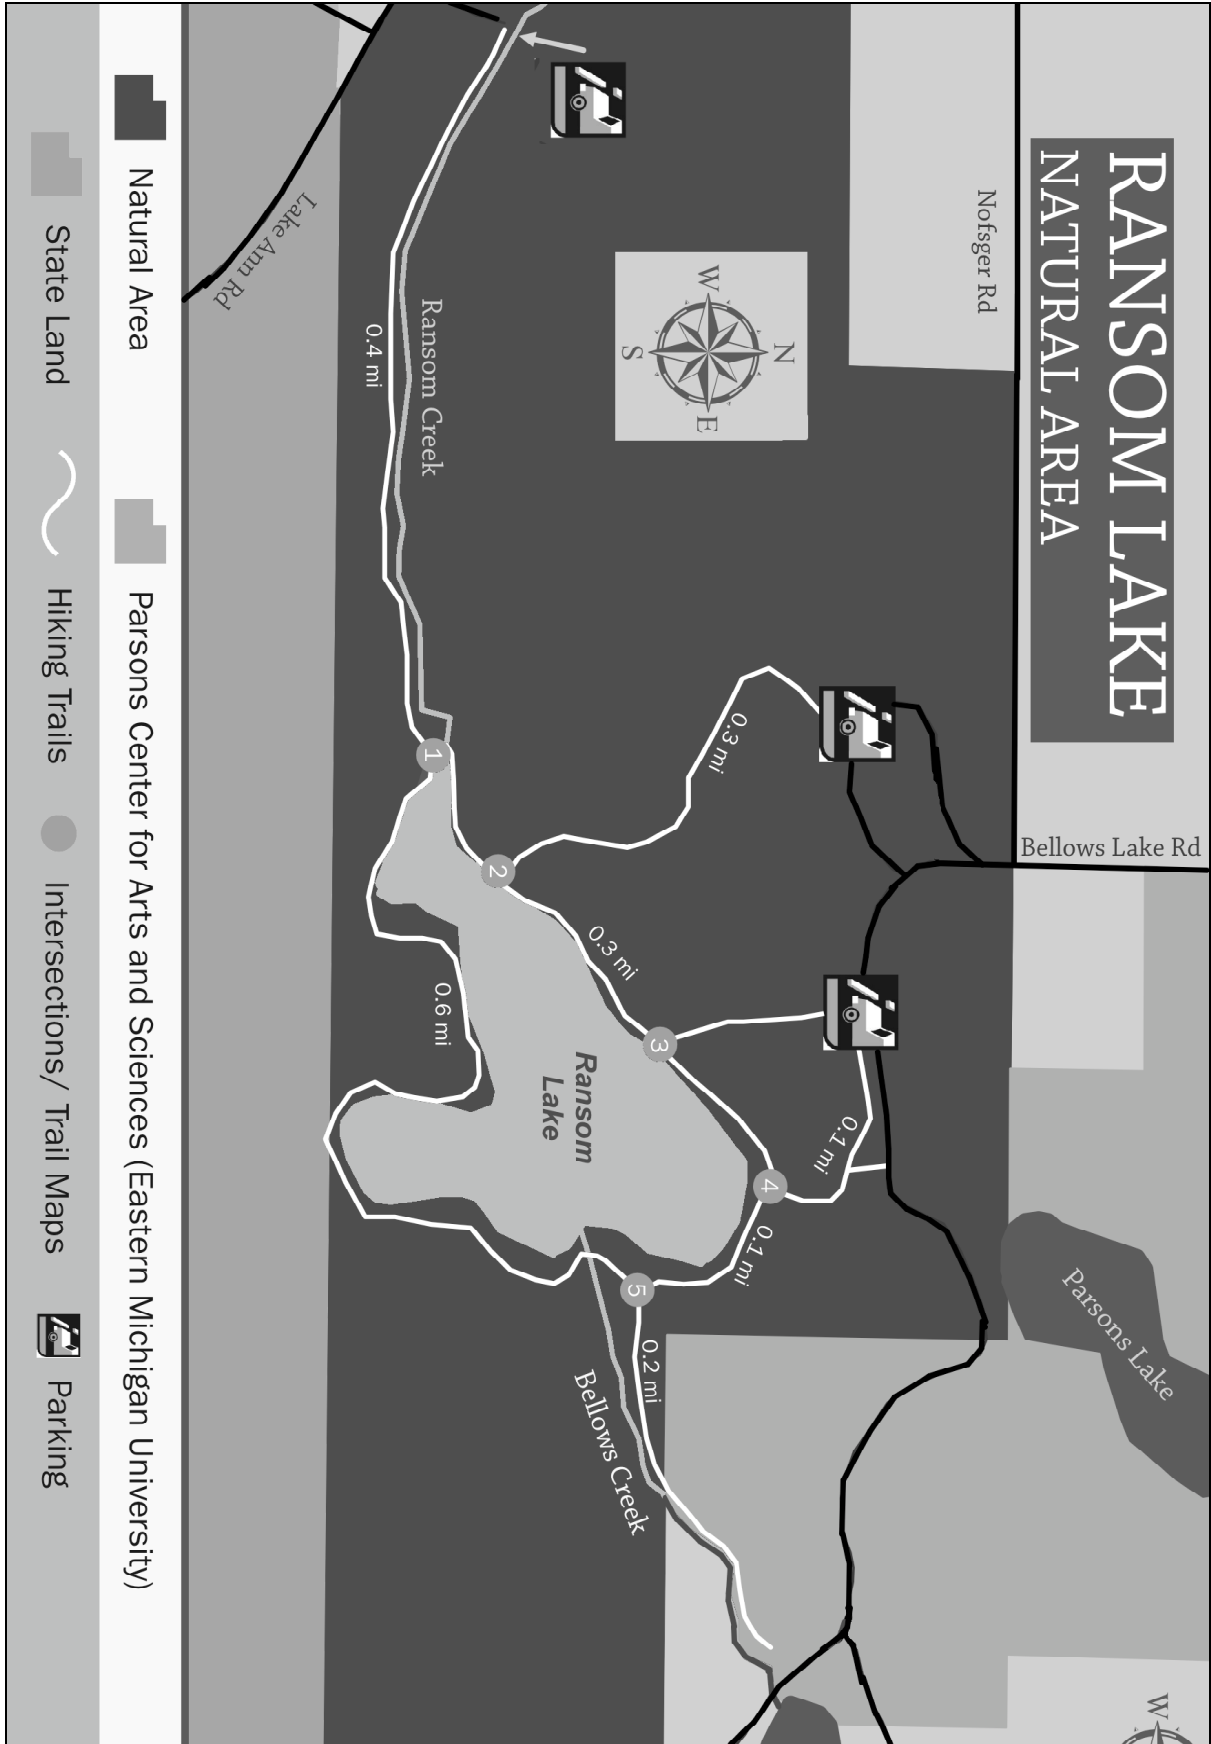 RANSOM LAKE
NATURAL AREA
Nofsger Rd
Bellows Lake Rd
Parsons Lake
N
W
E
S
W
0.3 mi
0.1 mi
4
0.1 mi
3
0.3 mi
Ransom
Lake
5
0.2 mi
Bellows Creek
2
1
0.6 mi
Ransom Creek
0.4 mi
Lake Ann Rd
Natural Area
Parsons Center for Arts and Sciences (Eastern Michigan University)
State Land
Hiking Trails
Intersections/ Trail Maps
Parking